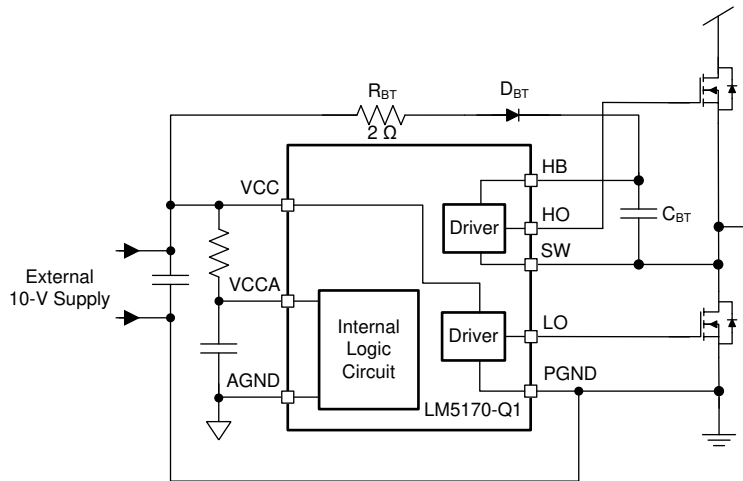 R_BT
2 Ω
D_BT
VCC
HB
HO
C_BT
Driver
SW
External
10-V Supply
VCCA
Internal
Logic
Circuit
Driver
LO
AGND
PGND
LM5170-Q1